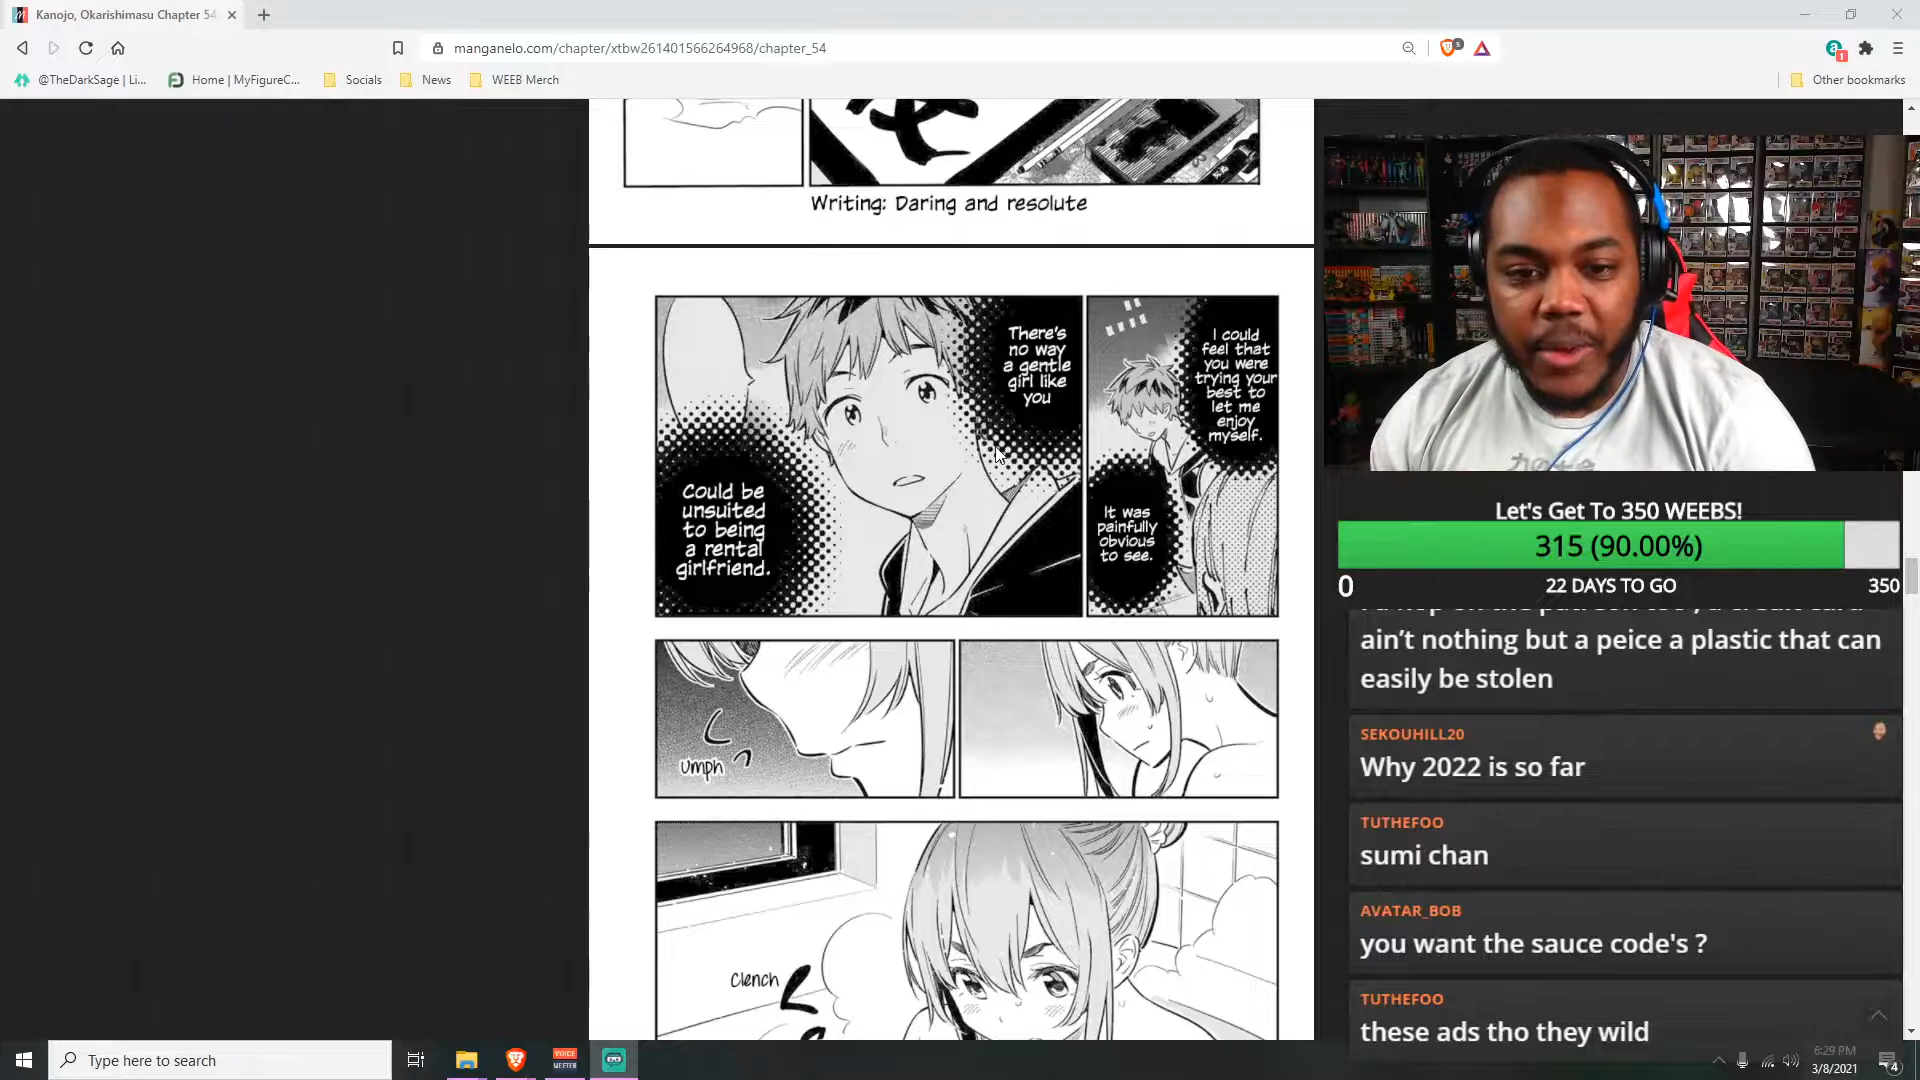 Kanojo, Okarishimasu Chapter 54
manganelo.com/chapter/xtbw261401566264968/chapter_54
5
1
@TheDarkSage | Li...
Home | MyFigureC...
Socials
News
WEEB Merch
Other bookmarks
Writing: Daring and resolute
I could
feel that
you were
trying your
best to
let me
enjoy
myself.
It was
painfully
obvious
to see.
There's
no way
a gentle
girl like
you
Could be
unsuited
to being
a rental
girlfriend.
Umph
Clench
Let's Get To 350 WEEBS!
315 (90.00%)
0
22 DAYS TO GO
350
ain't nothing but a peice a plastic that can
easily be stolen
SEKOUHILL20
Why 2022 is so far
TUTHEFOO
sumi chan
AVATAR_BOB
you want the sauce code's ?
TUTHEFOO
these ads tho they wild
Type here to search
VOICE
MEETER
6:29 PM
3/8/2021
4